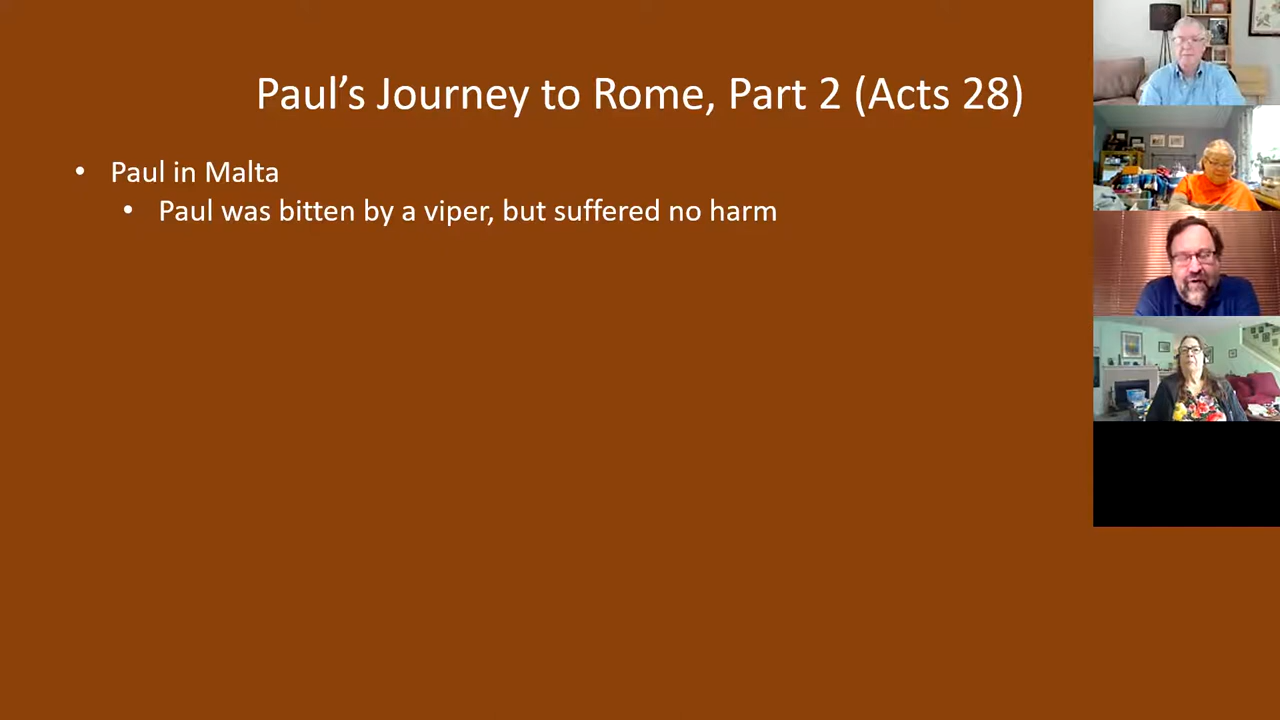 Paul’s Journey to Rome, Part 2 (Acts 28)
• Paul in Malta
• Paul was bitten by a viper, but suffered no harm